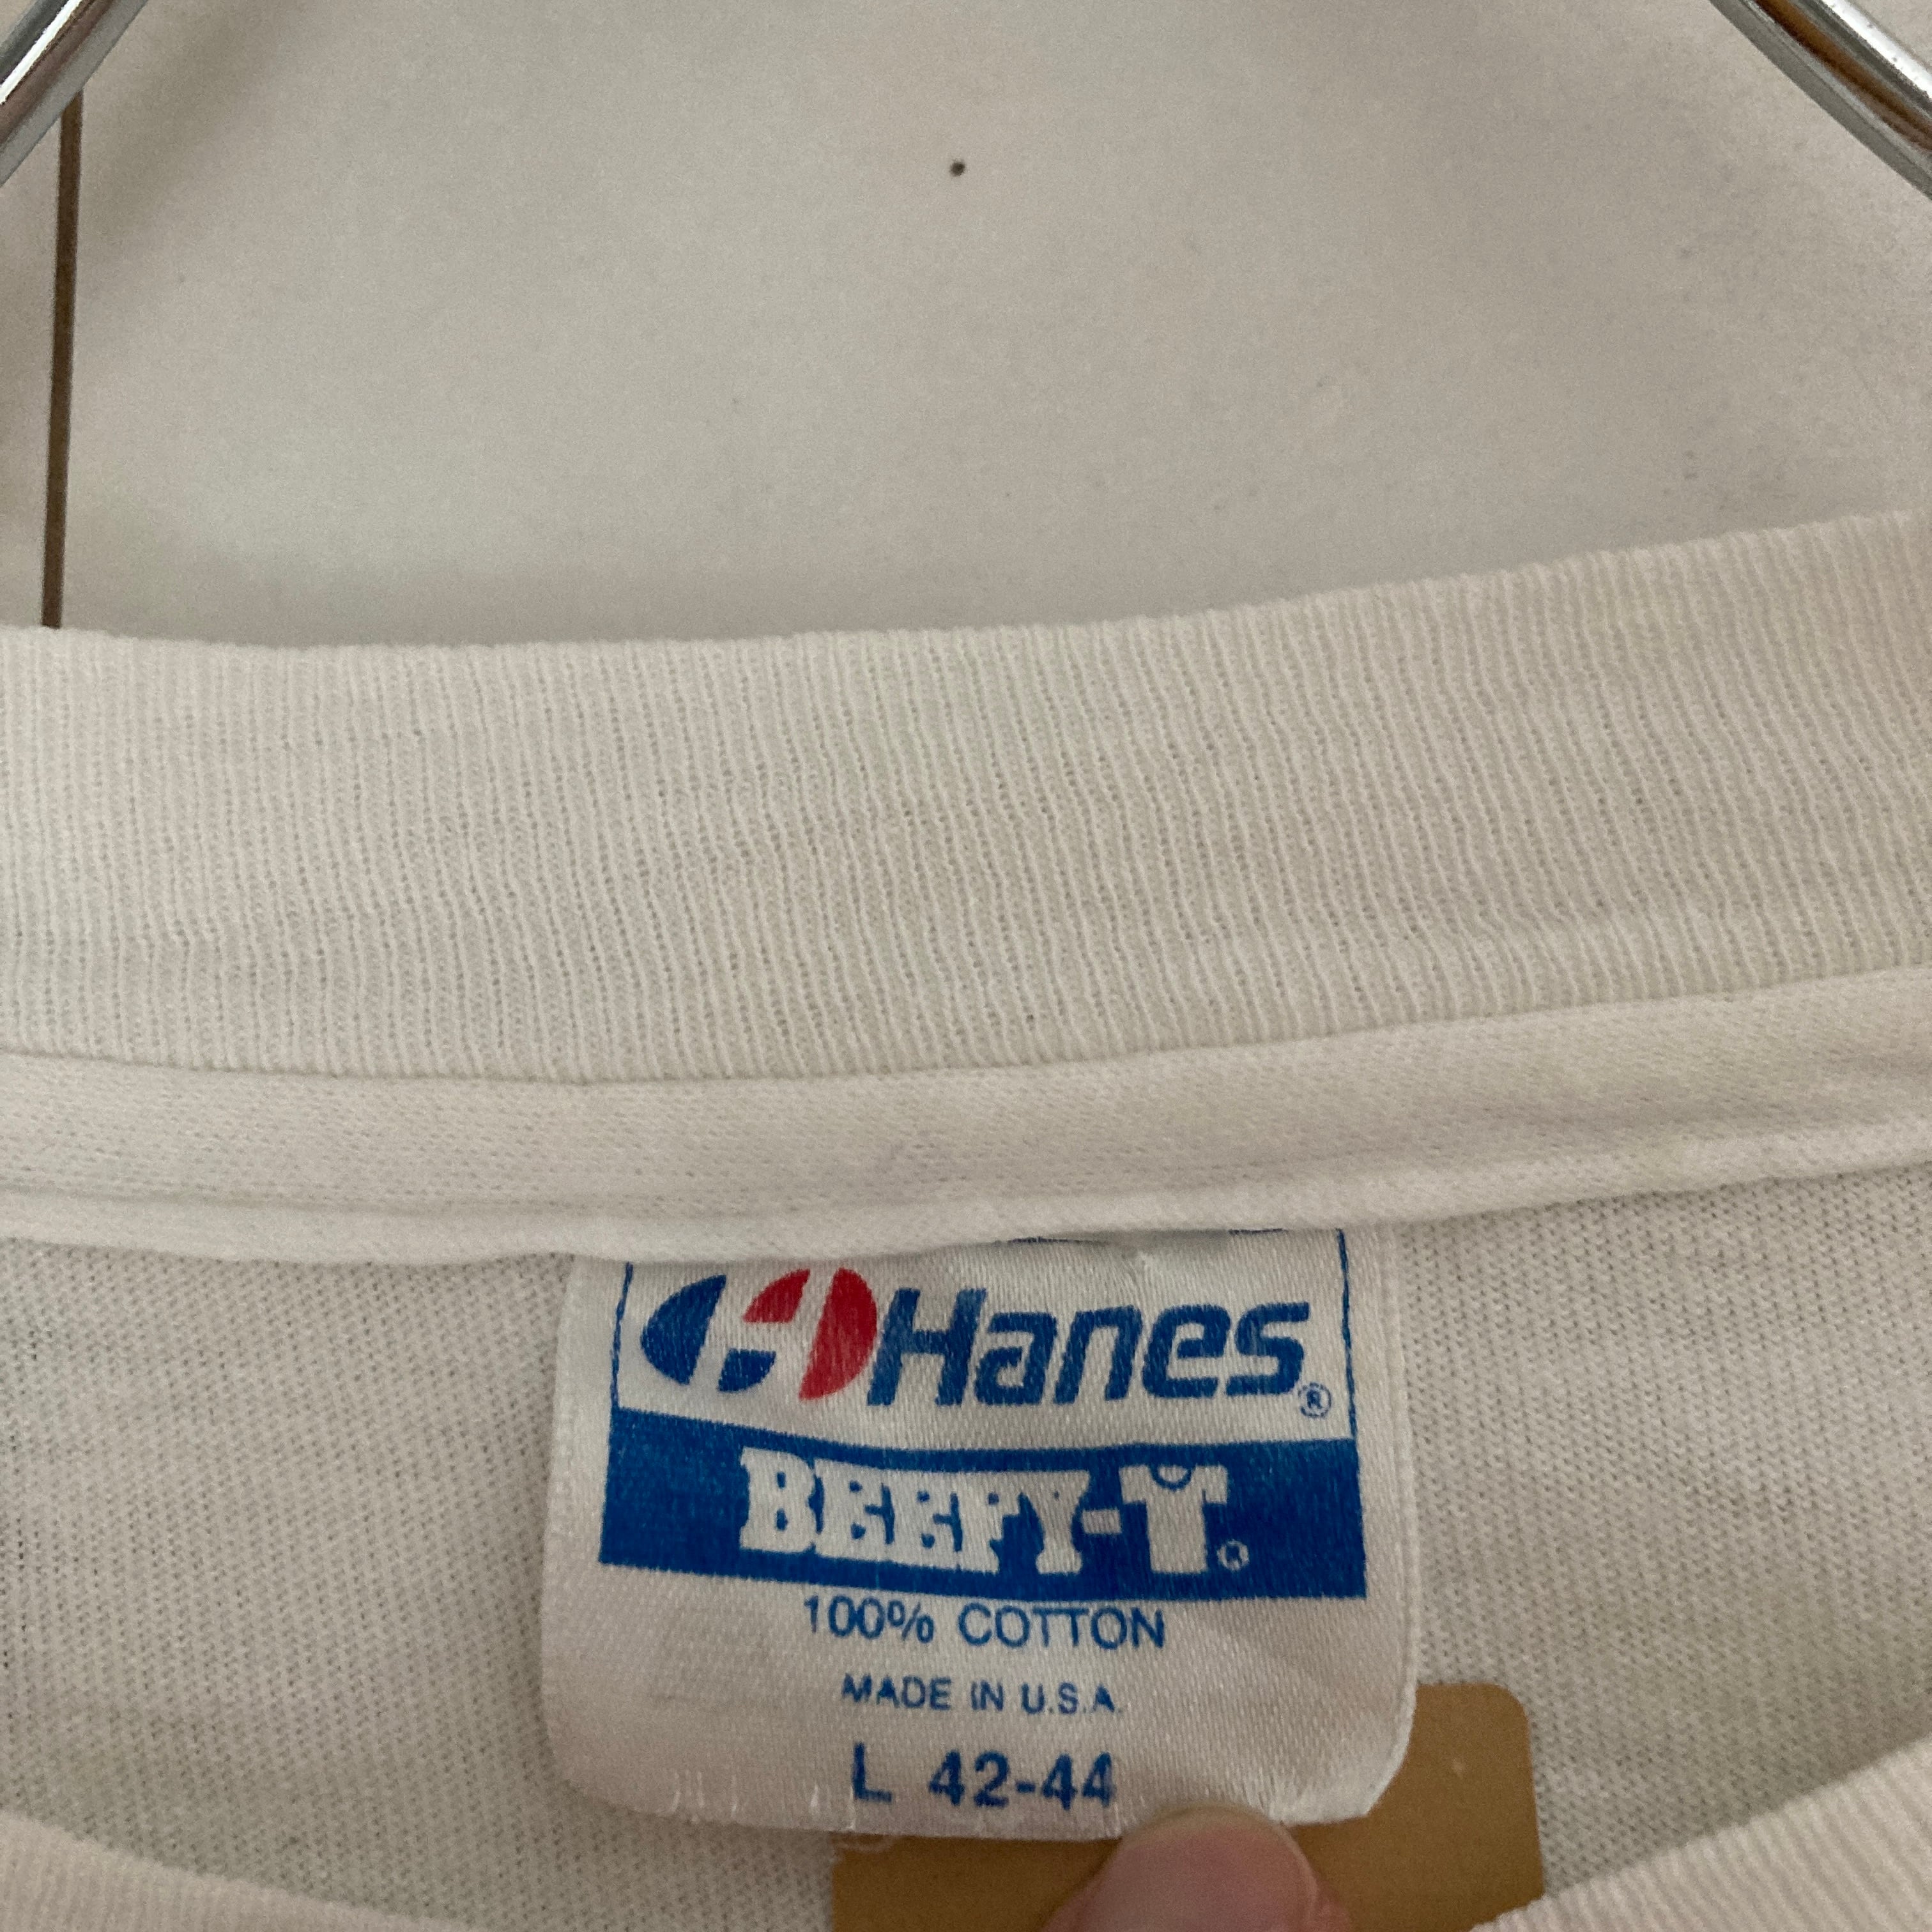 Hanes®
BEEFY-T®
100% COTTON
MADE IN U.S.A.
L 42-44